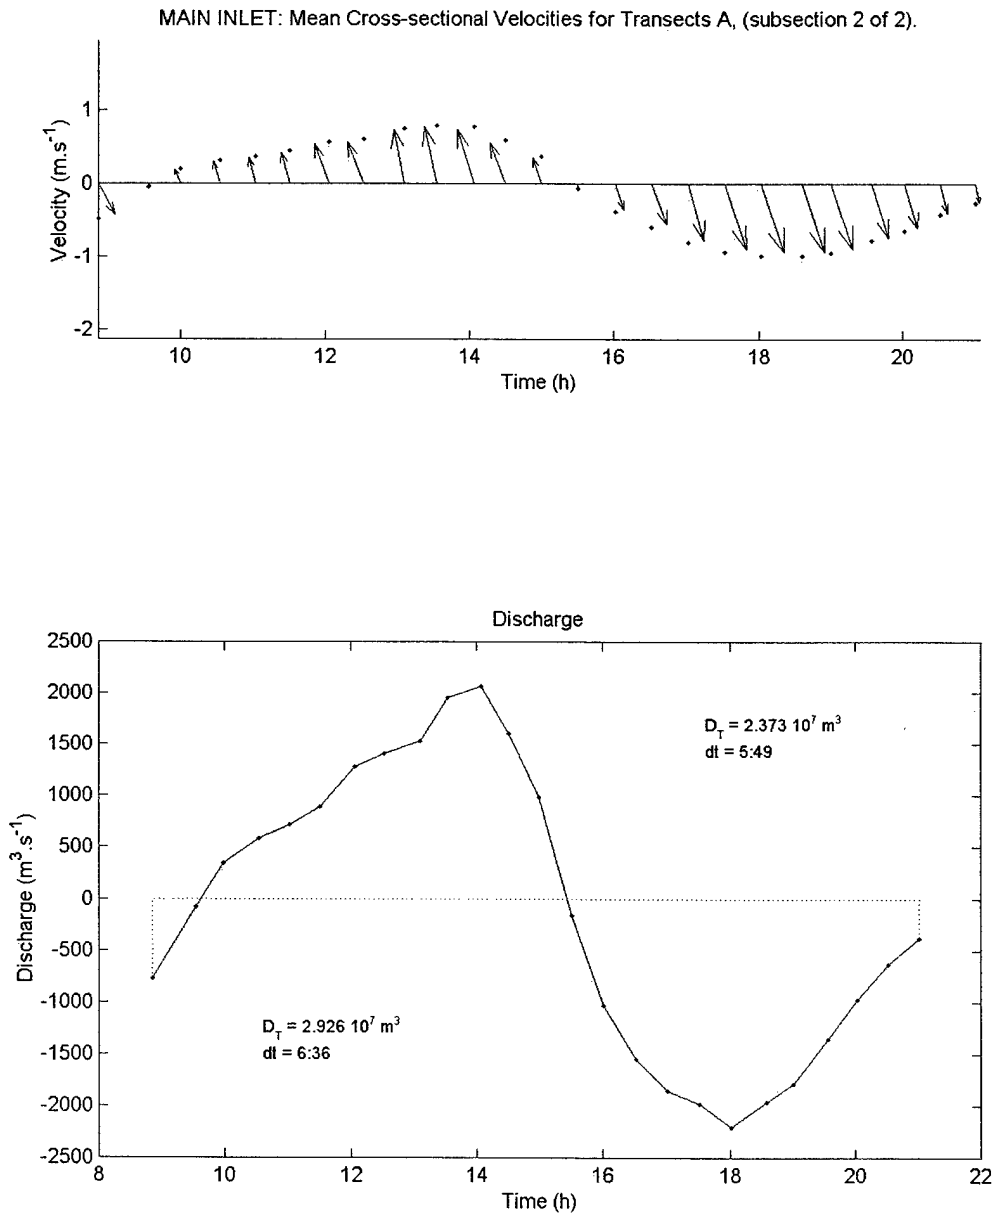 MAIN INLET: Mean Cross-sectional Velocities for Transects A, (subsection 2 of 2).
1
0
-1
-2
Velocity (m.s-1)
10 12 14 16 18 20
Time (h)
Discharge
2500
2000
1500
1000
500
0
-500
-1000
-1500
-2000
-2500
Discharge (m3.s-1)
DT = 2.373 107 m3
dt = 5:49
DT = 2.926 107 m3
dt = 6:36
8 10 12 14 16 18 20 22
Time (h)